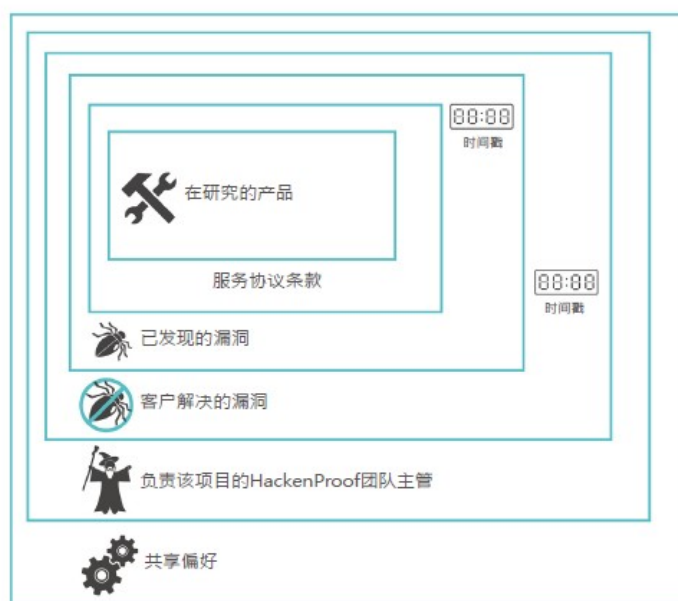 88:88
时间戳
在研究的产品
服务协议条款
88:88
时间戳
已发现的漏洞
客户解决的漏洞
负责该项目的HackenProof团队主管
共享偏好